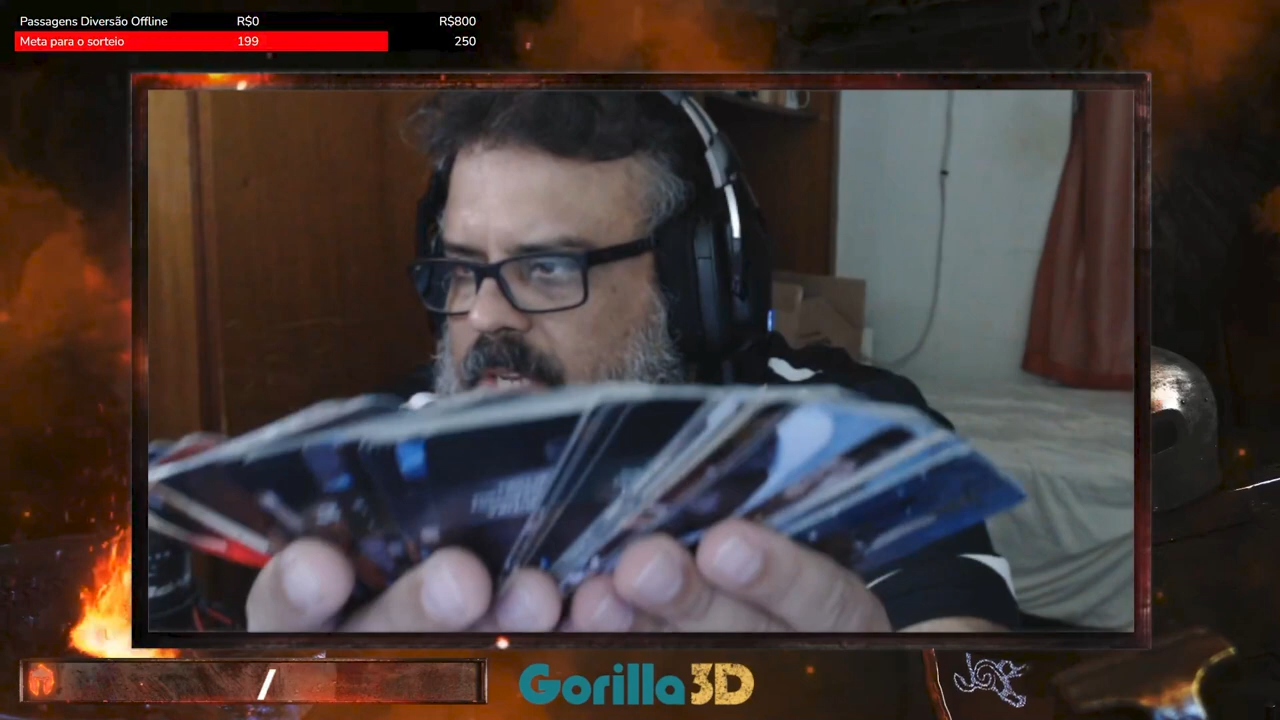 Passagens Diversão Offline R$0 R$800
Meta para o sorteio 199 250
/
Gorilla3D